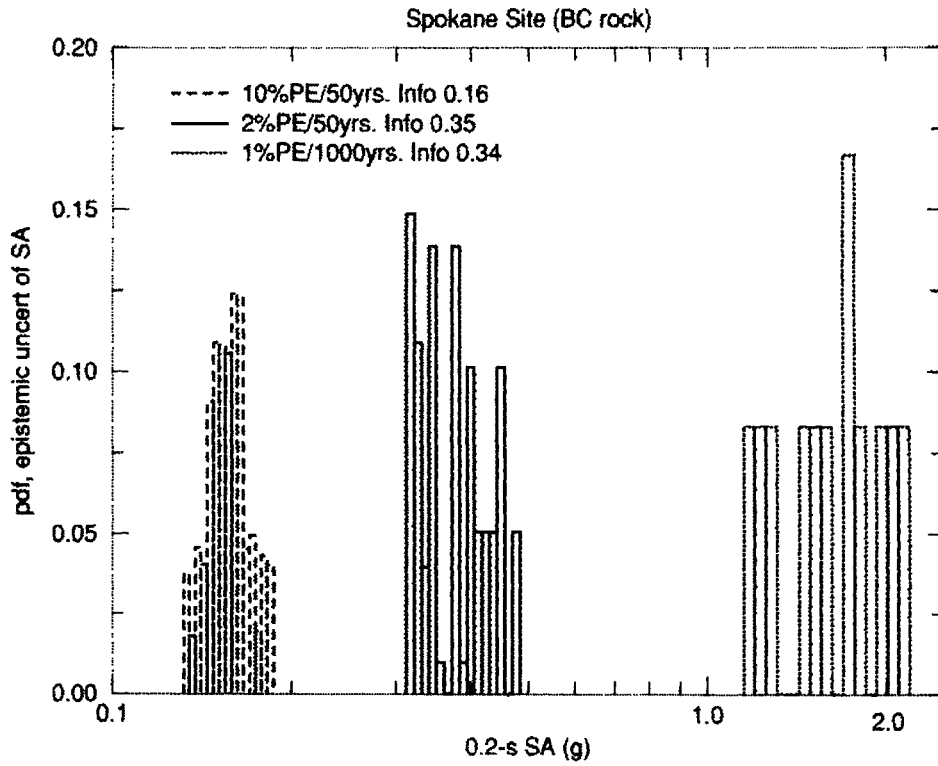 Spokane Site (BC rock)
0.20
0.15
0.10
0.05
0.00
pdf, epistemic uncert of SA
10%PE/50yrs. Info 0.16
2%PE/50yrs. Info 0.35
1%PE/1000yrs. Info 0.34
0.1
1.0
2.0
0.2-s SA (g)